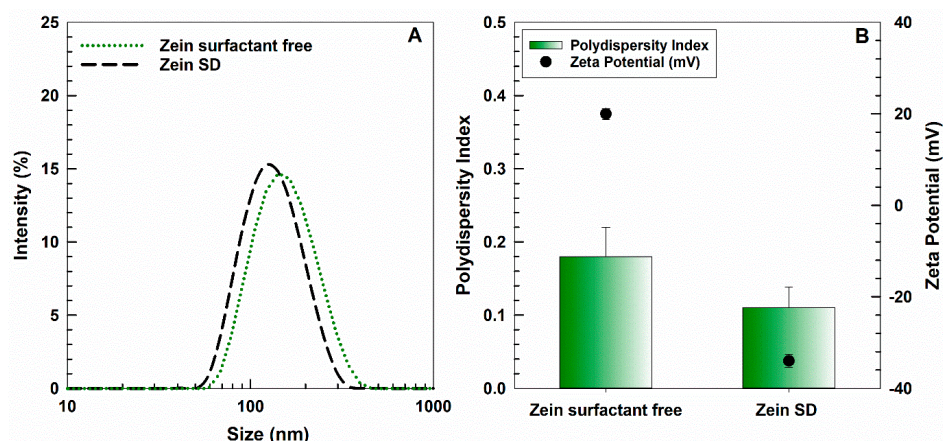 A
Zein surfactant free
Zein SD
25
20
15
10
5
0
Intensity (%)
10
100
1000
Size (nm)
B
Polydispersity Index
Zeta Potential (mV)
0.5
0.4
0.3
0.2
0.1
0.0
Polydispersity Index
40
20
0
-20
-40
Zeta Potential (mV)
Zein surfactant free
Zein SD